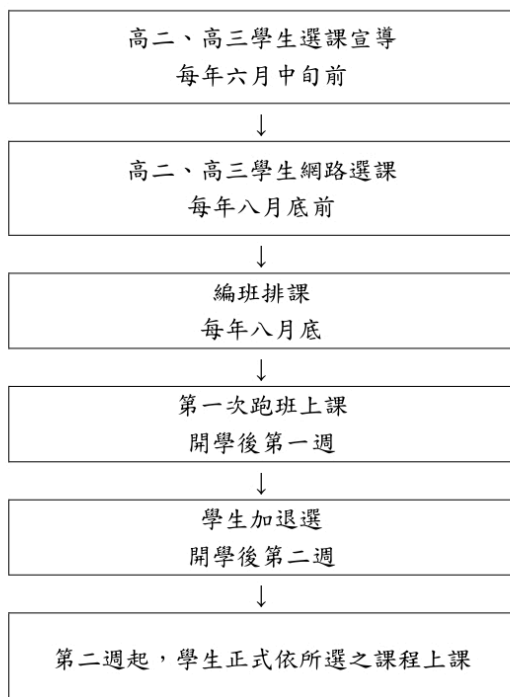 高二、高三學生選課宣導
每年六月中旬前
↓
高二、高三學生網路選課
每年八月底前
↓
編班排課
每年八月底
↓
第一次跑班上課
開學後第一週
↓
學生加退選
開學後第二週
↓
第二週起，學生正式依所選之課程上課